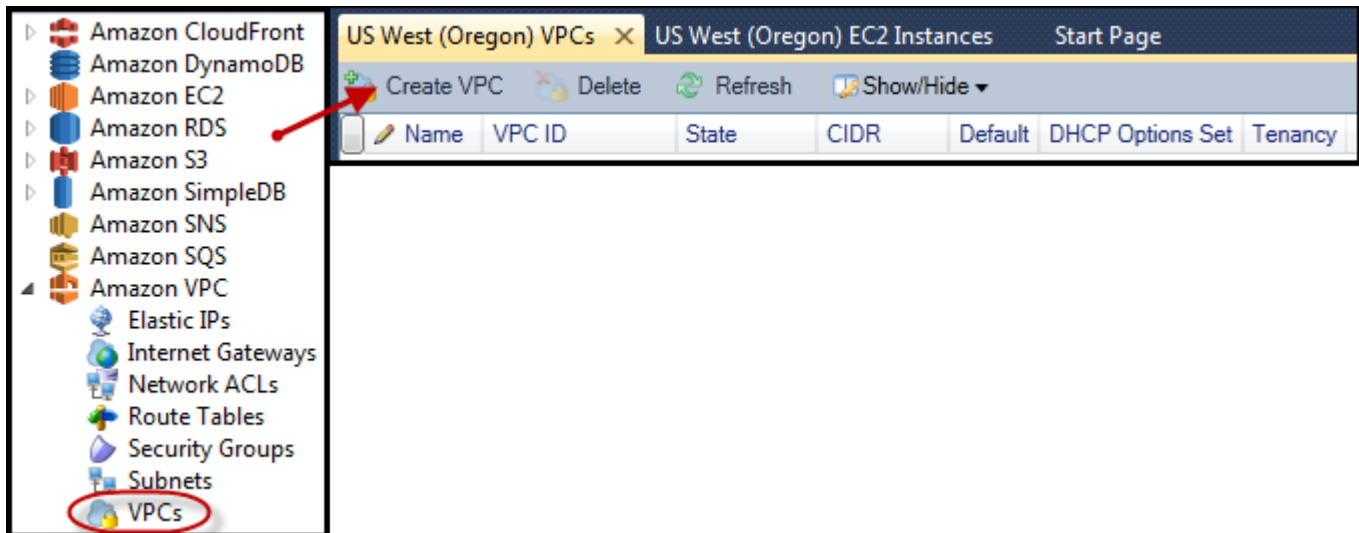 Amazon CloudFront
Amazon DynamoDB
Amazon EC2
Amazon RDS
Amazon S3
Amazon SimpleDB
Amazon SNS
Amazon SQS
Amazon VPC
Elastic IPs
Internet Gateways
Network ACLs
Route Tables
Security Groups
Subnets
VPCs
US West (Oregon) VPCs US West (Oregon) EC2 Instances Start Page
Create VPC Delete Refresh Show/Hide
Name VPC ID State CIDR Default DHCP Options Set Tenancy